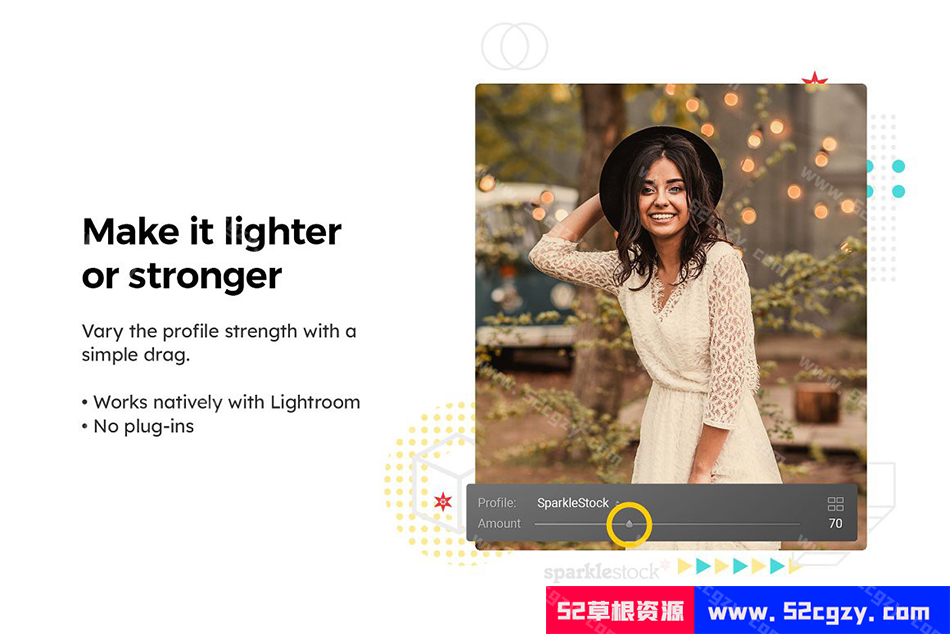 Make it lighter
or stronger
Vary the profile strength with a
simple drag.
• Works natively with Lightroom
• No plug-ins
Profile: SparkleStock
Amount 70
sparklestock
52草根资源 www.52cgzy.com